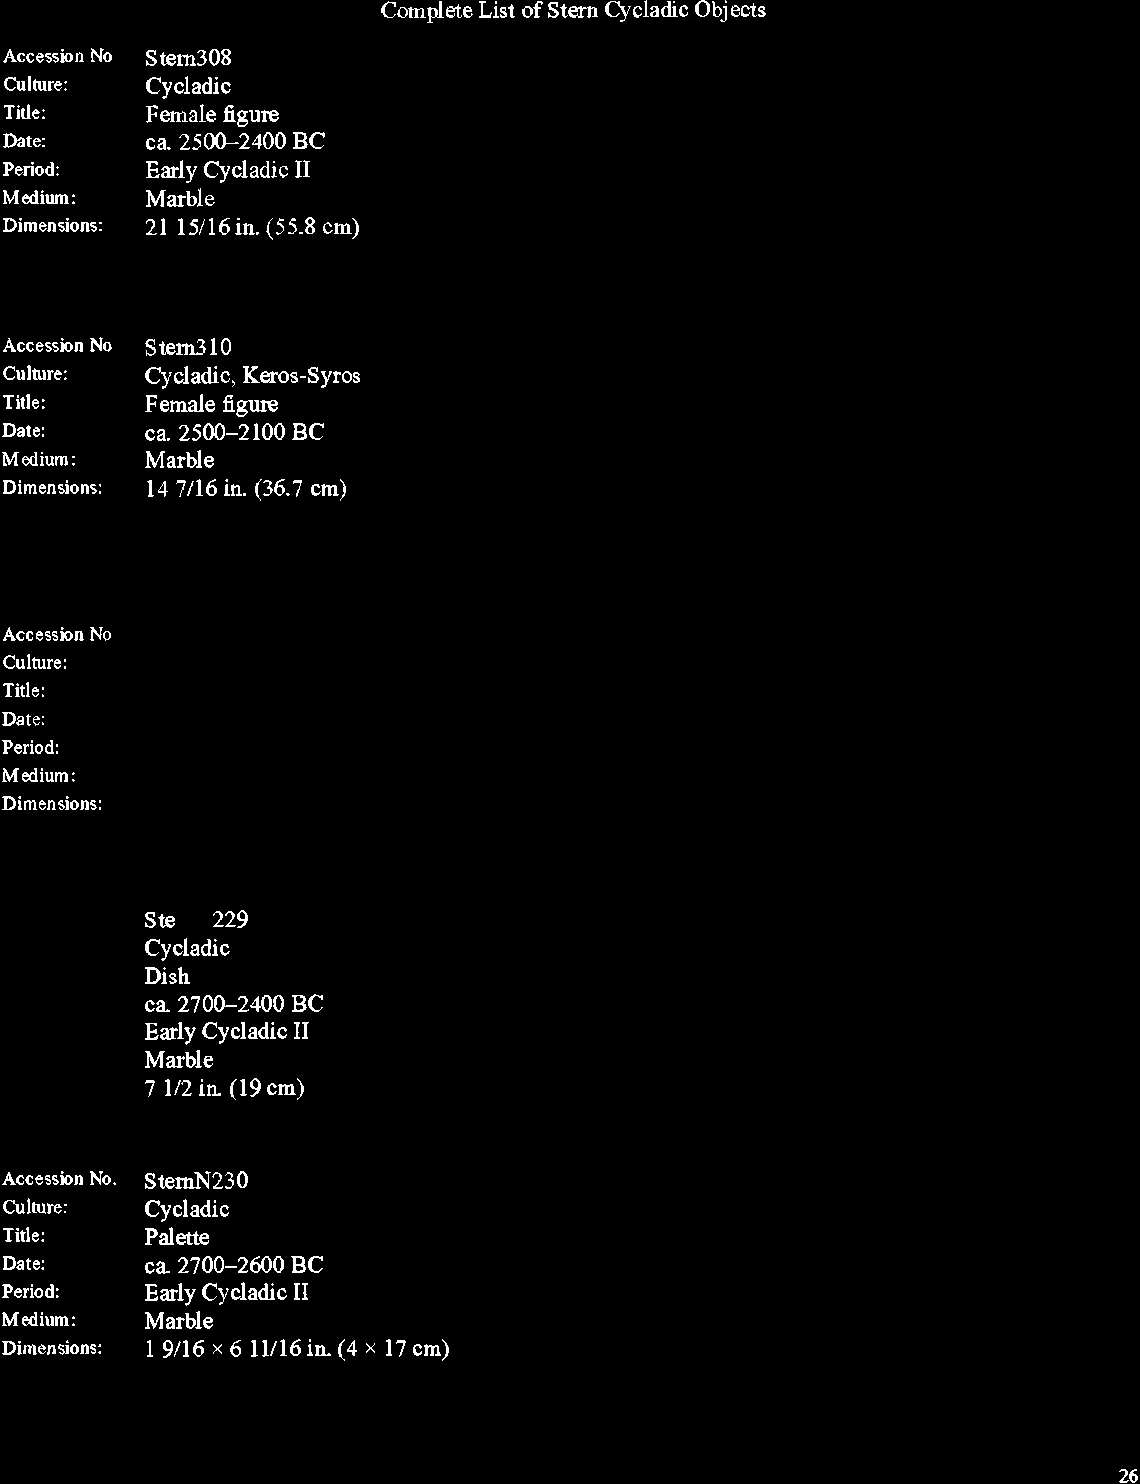 Complete List of Stern Cycladic Objects
Accession No Stern308
Culture: Cycladic
Title: Female figure
Date: ca. 2500–2400 BC
Period: Early Cycladic II
Medium: Marble
Dimensions: 21 15/16 in. (55.8 cm)
Accession No Stern310
Culture: Cycladic, Keros-Syros
Title: Female figure
Date: ca. 2500–2100 BC
Medium: Marble
Dimensions: 14 7/16 in. (36.7 cm)
Accession No
Culture:
Title:
Date:
Period:
Medium:
Dimensions:
Ste 229
Cycladic
Dish
ca. 2700–2400 BC
Early Cycladic II
Marble
7 1/2 in. (19 cm)
Accession No. SternN230
Culture: Cycladic
Title: Palette
Date: ca. 2700–2600 BC
Period: Early Cycladic II
Medium: Marble
Dimensions: 1 9/16 × 6 11/16 in. (4 × 17 cm)
26